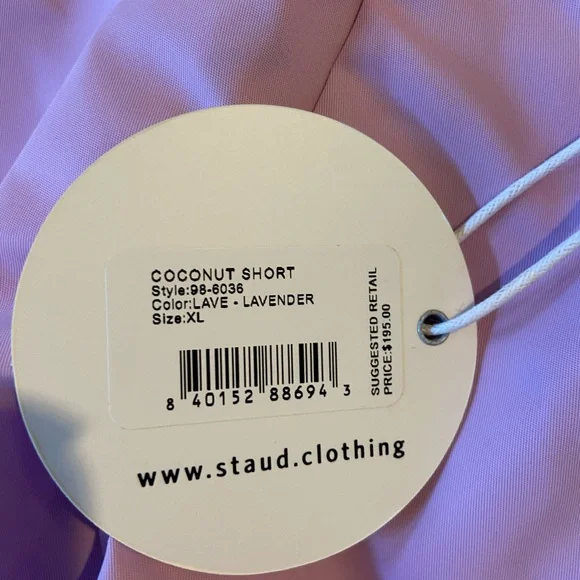 COCONUT SHORT
Style:98-6036
Color:LAVE - LAVENDER
Size:XL
8 40152 88694 3
SUGGESTED RETAIL
PRICE:$195.00
www.staud.clothing